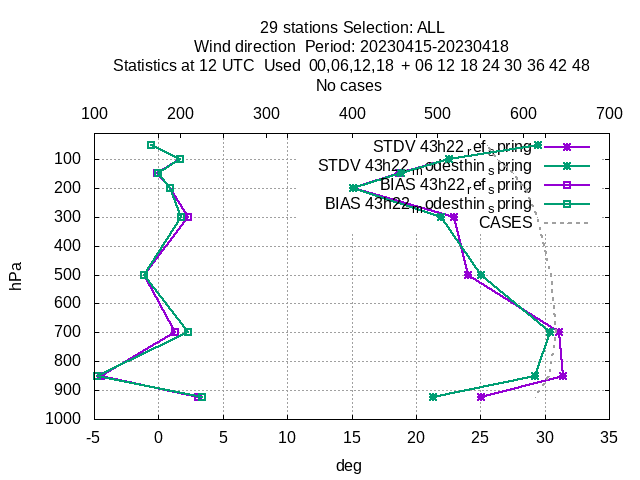 29 stations Selection: ALL
Wind direction  Period: 20230415-20230418
Statistics at 12 UTC  Used  00,06,12,18  + 06 12 18 24 30 36 42 48
No cases
100 200 300 400 500 600 700
STDV 43h22_ref_spring
STDV 43h22_modesthin_spring
BIAS 43h22_ref_spring
BIAS 43h22_modesthin_spring
CASES
hPa
100
200
300
400
500
600
700
800
900
1000
-5 0 5 10 15 20 25 30 35
deg